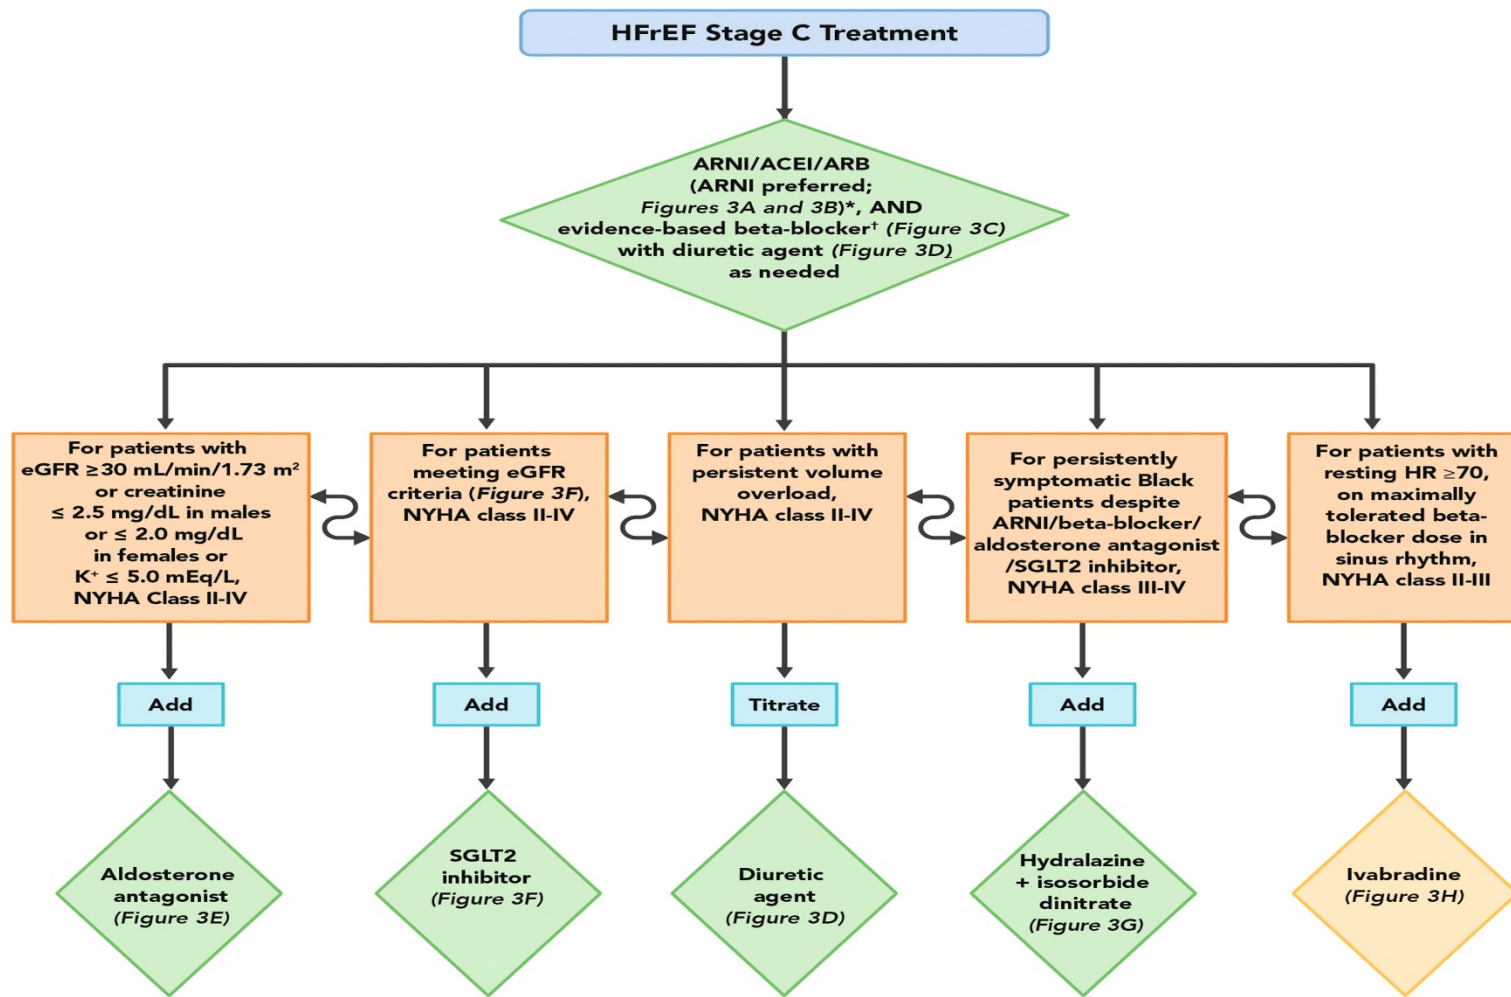 HFrEF Stage C Treatment
ARNI/ACEI/ARB
(ARNI preferred;
Figures 3A and 3B)*, AND
evidence-based beta-blocker† (Figure 3C)
with diuretic agent (Figure 3D)
as needed
For patients with
eGFR ≥30 mL/min/1.73 m²
or creatinine
≤ 2.5 mg/dL in males
or ≤ 2.0 mg/dL
in females or
K⁺ ≤ 5.0 mEq/L,
NYHA Class II-IV
For patients
meeting eGFR
criteria (Figure 3F),
NYHA class II-IV
For patients with
persistent volume
overload,
NYHA class II-IV
For persistently
symptomatic Black
patients despite
ARNI/beta-blocker/
aldosterone antagonist
/SGLT2 inhibitor,
NYHA class III-IV
For patients with
resting HR ≥70,
on maximally
tolerated beta-
blocker dose in
sinus rhythm,
NYHA class II-III
Add
Add
Titrate
Add
Add
Aldosterone
antagonist
(Figure 3E)
SGLT2
inhibitor
(Figure 3F)
Diuretic
agent
(Figure 3D)
Hydralazine
+ isosorbide
dinitrate
(Figure 3G)
Ivabradine
(Figure 3H)